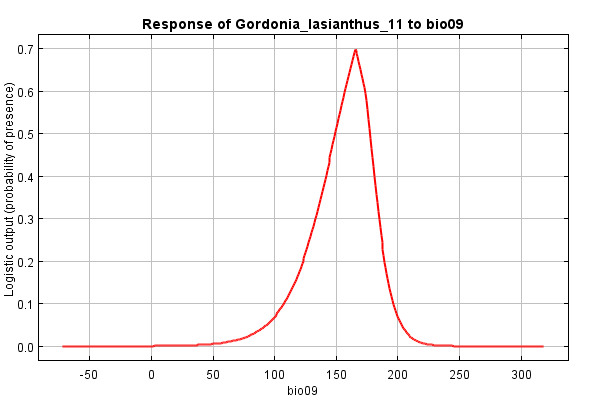 Response of Gordonia_lasianthus_11 to bio09
Logistic output (probability of presence)
0.7
0.6
0.5
0.4
0.3
0.2
0.1
0.0
-50 0 50 100 150 200 250 300
bio09